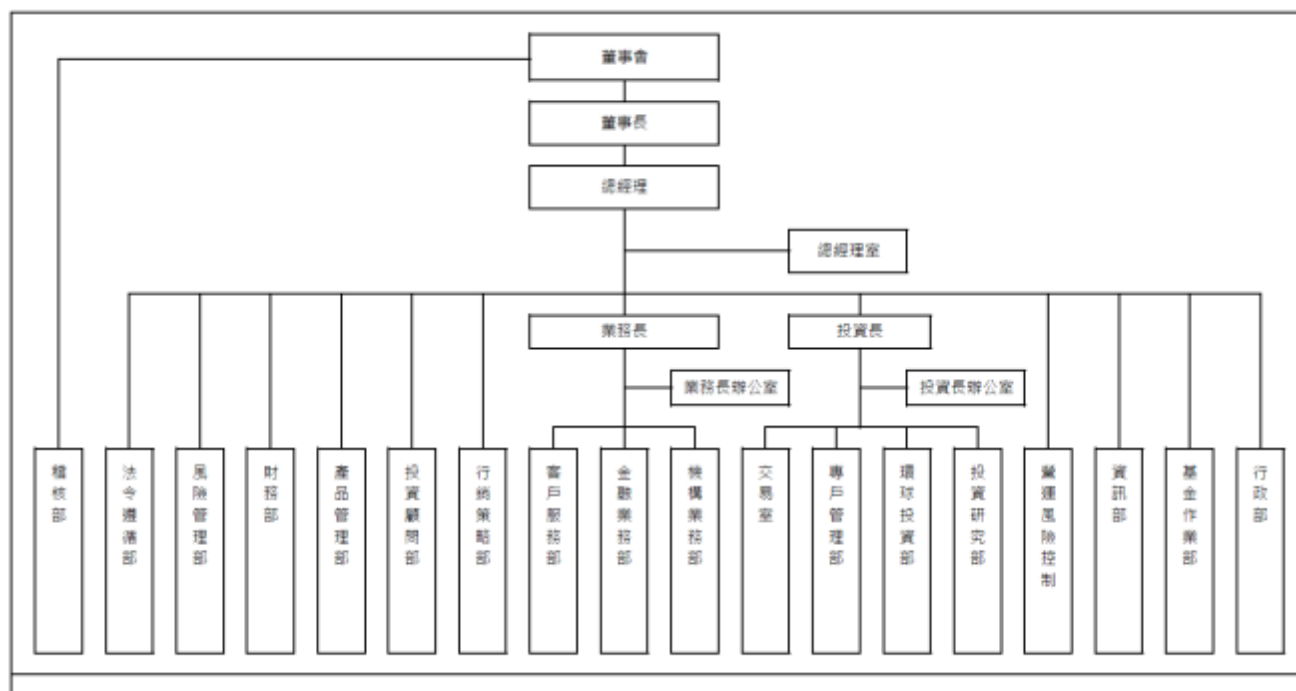 董事會
董事長
總經理
總經理室
業務長
投資長
業務長辦公室
投資長辦公室
稽核部
法令遵循部
風險管理部
財務部
產品管理部
投資顧問部
行銷策略部
客戶服務部
金融業務部
機構業務部
交易室
專戶管理部
環球投資部
投資研究部
營運風險控制
資訊部
基金作業部
行政部